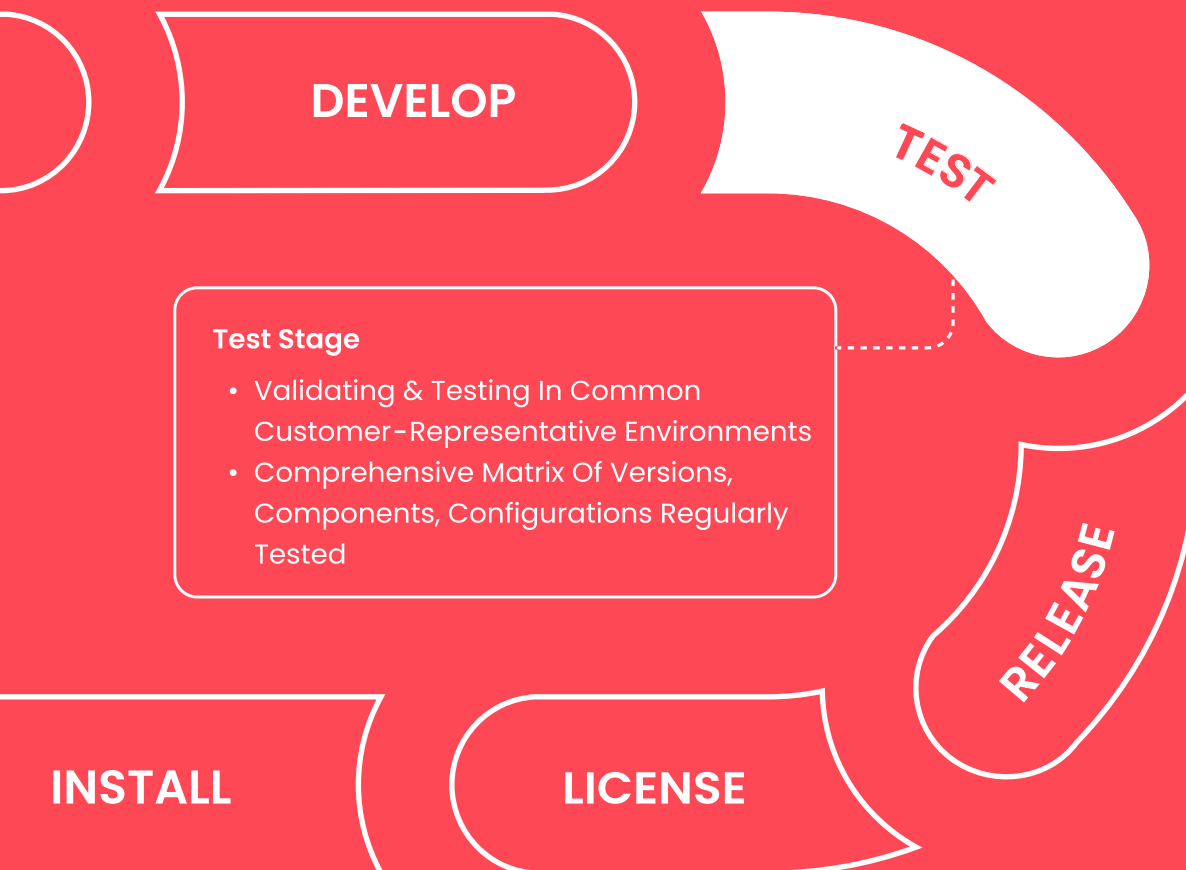 DEVELOP
TEST
Test Stage
• Validating & Testing In Common
Customer-Representative Environments
• Comprehensive Matrix Of Versions,
Components, Configurations Regularly
Tested
RELEASE
INSTALL
LICENSE